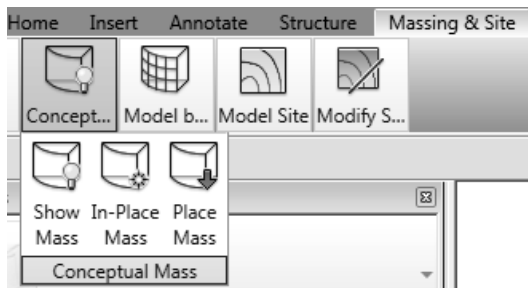 Home Insert Annotate Structure Massing & Site
Concept... Model b... Model Site Modify S...
Show In-Place Place
Mass Mass Mass
Conceptual Mass